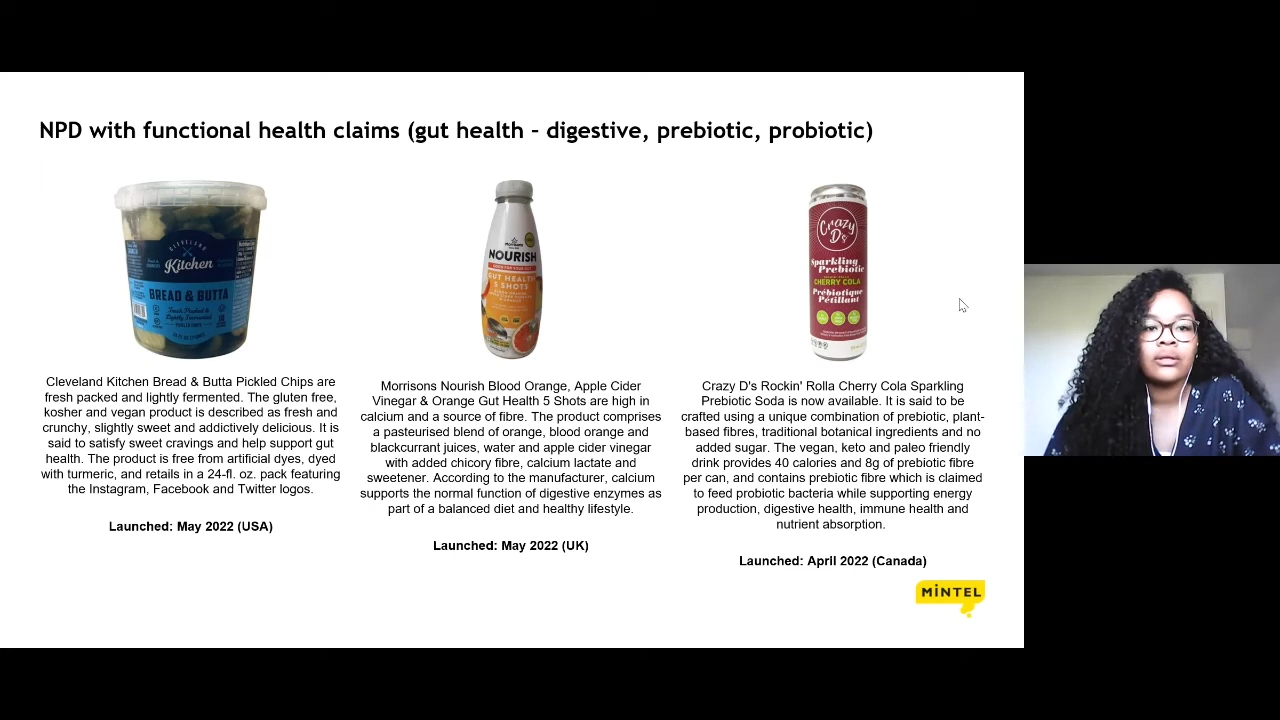 NPD with functional health claims (gut health – digestive, prebiotic, probiotic)
CLEVELAND
Kitchen
BREAD & BUTTA
Morrisons
NOURISH
GUT HEALTH
5 SHOTS
Crazy
D's
Sparkling
Prebiotic
CHERRY COLA
Prébiotique
Pétillant
Cleveland Kitchen Bread & Butta Pickled Chips are
fresh packed and lightly fermented. The gluten free,
kosher and vegan product is described as fresh and
crunchy, slightly sweet and addictively delicious. It is
said to satisfy sweet cravings and help support gut
health. The product is free from artificial dyes, dyed
with turmeric, and retails in a 24-fl. oz. pack featuring
the Instagram, Facebook and Twitter logos.
Launched: May 2022 (USA)
Morrisons Nourish Blood Orange, Apple Cider
Vinegar & Orange Gut Health 5 Shots are high in
calcium and a source of fibre. The product comprises
a pasteurised blend of orange, blood orange and
blackcurrant juices, water and apple cider vinegar
with added chicory fibre, calcium lactate and
sweetener. According to the manufacturer, calcium
supports the normal function of digestive enzymes as
part of a balanced diet and healthy lifestyle.
Launched: May 2022 (UK)
Crazy D's Rockin' Rolla Cherry Cola Sparkling
Prebiotic Soda is now available. It is said to be
crafted using a unique combination of prebiotic, plant-
based fibres, traditional botanical ingredients and no
added sugar. The vegan, keto and paleo friendly
drink provides 40 calories and 8g of prebiotic fibre
per can, and contains prebiotic fibre which is claimed
to feed probiotic bacteria while supporting energy
production, digestive health, immune health and
nutrient absorption.
Launched: April 2022 (Canada)
MINTEL